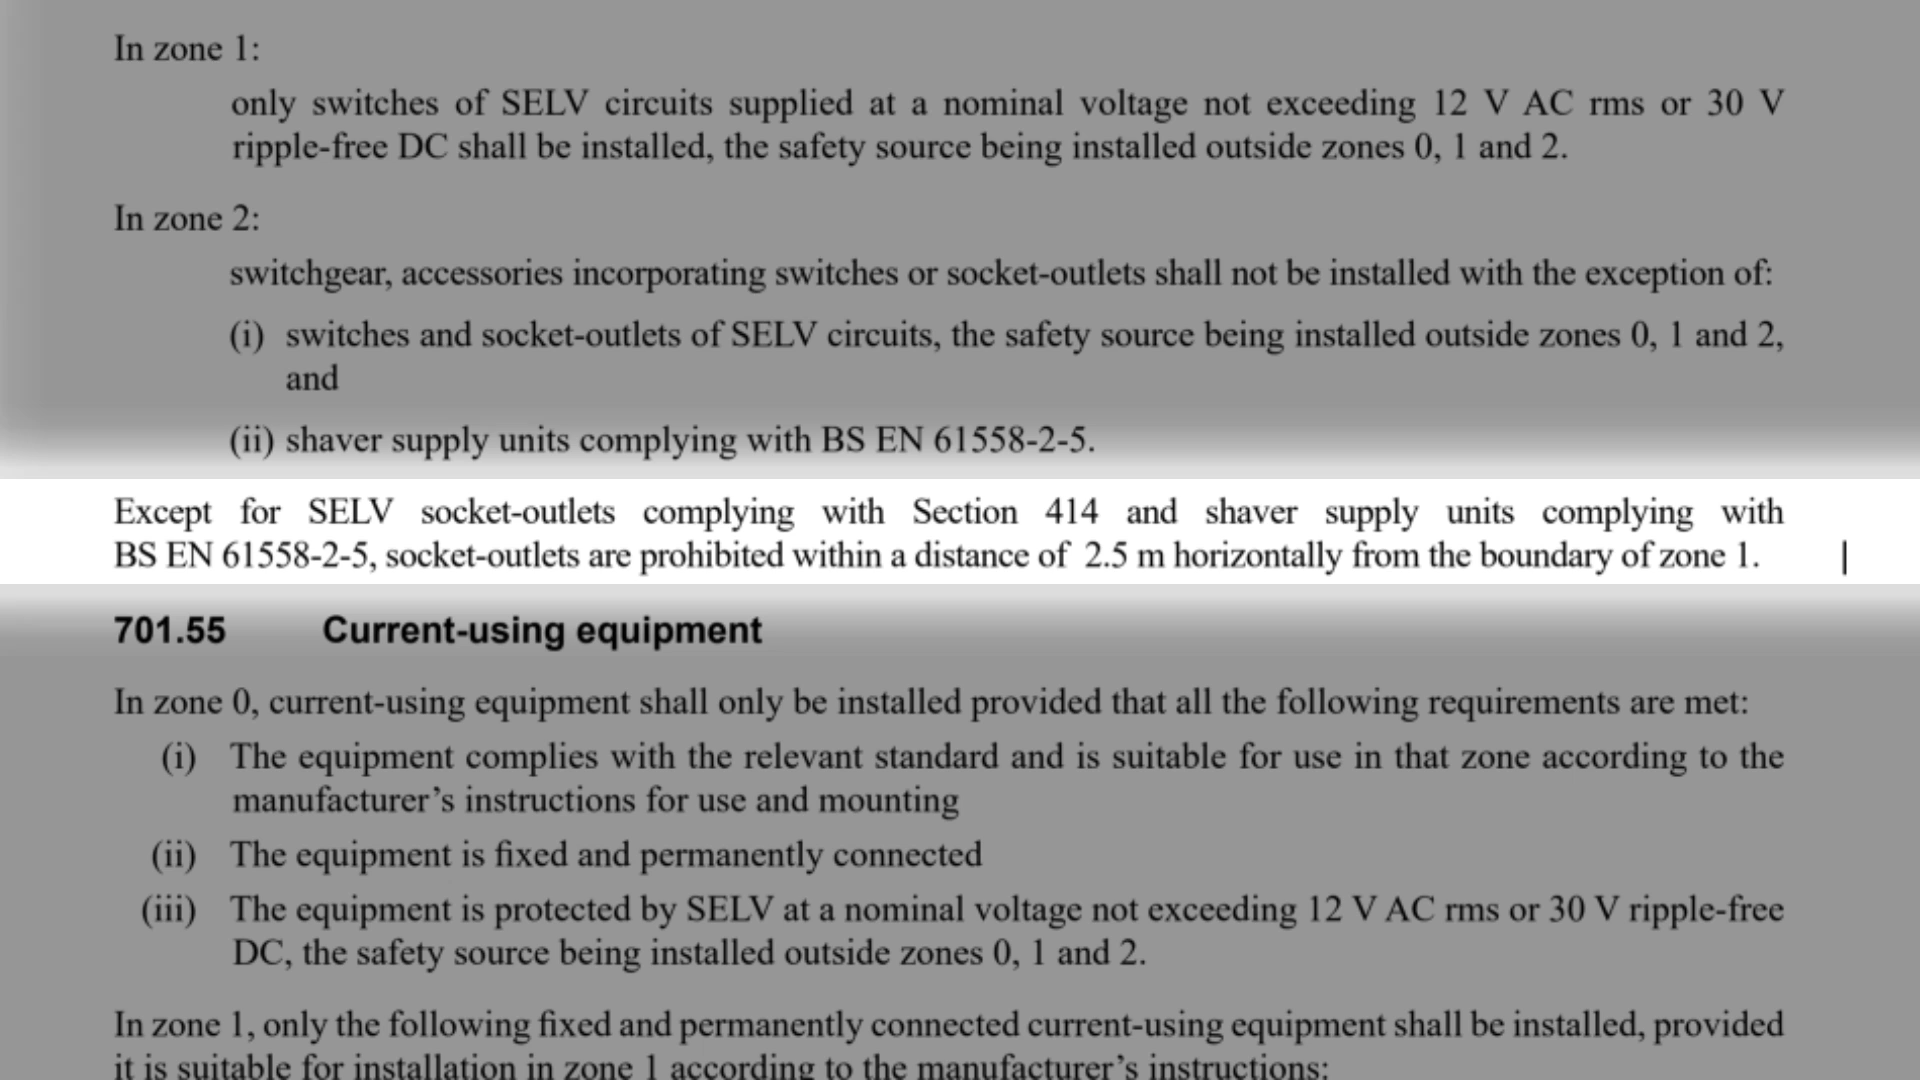 In zone 1:
only switches of SELV circuits supplied at a nominal voltage not exceeding 12 V AC rms or 30 V
ripple-free DC shall be installed, the safety source being installed outside zones 0, 1 and 2.
In zone 2:
switchgear, accessories incorporating switches or socket-outlets shall not be installed with the exception of:
(i) switches and socket-outlets of SELV circuits, the safety source being installed outside zones 0, 1 and 2,
and
(ii) shaver supply units complying with BS EN 61558-2-5.
Except for SELV socket-outlets complying with Section 414 and shaver supply units complying with
BS EN 61558-2-5, socket-outlets are prohibited within a distance of 2.5 m horizontally from the boundary of zone 1.
701.55 Current-using equipment
In zone 0, current-using equipment shall only be installed provided that all the following requirements are met:
(i) The equipment complies with the relevant standard and is suitable for use in that zone according to the
manufacturer’s instructions for use and mounting
(ii) The equipment is fixed and permanently connected
(iii) The equipment is protected by SELV at a nominal voltage not exceeding 12 V AC rms or 30 V ripple-free
DC, the safety source being installed outside zones 0, 1 and 2.
In zone 1, only the following fixed and permanently connected current-using equipment shall be installed, provided
it is suitable for installation in zone 1 according to the manufacturer’s instructions: